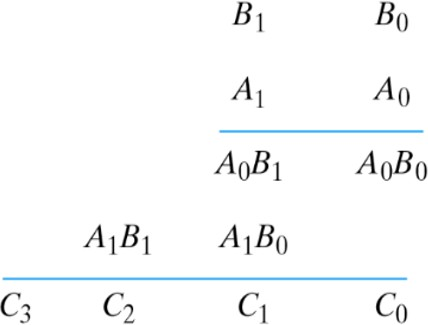 B₁ B₀
A₁ A₀
A₀B₁ A₀B₀
A₁B₁ A₁B₀
C₃ C₂ C₁ C₀